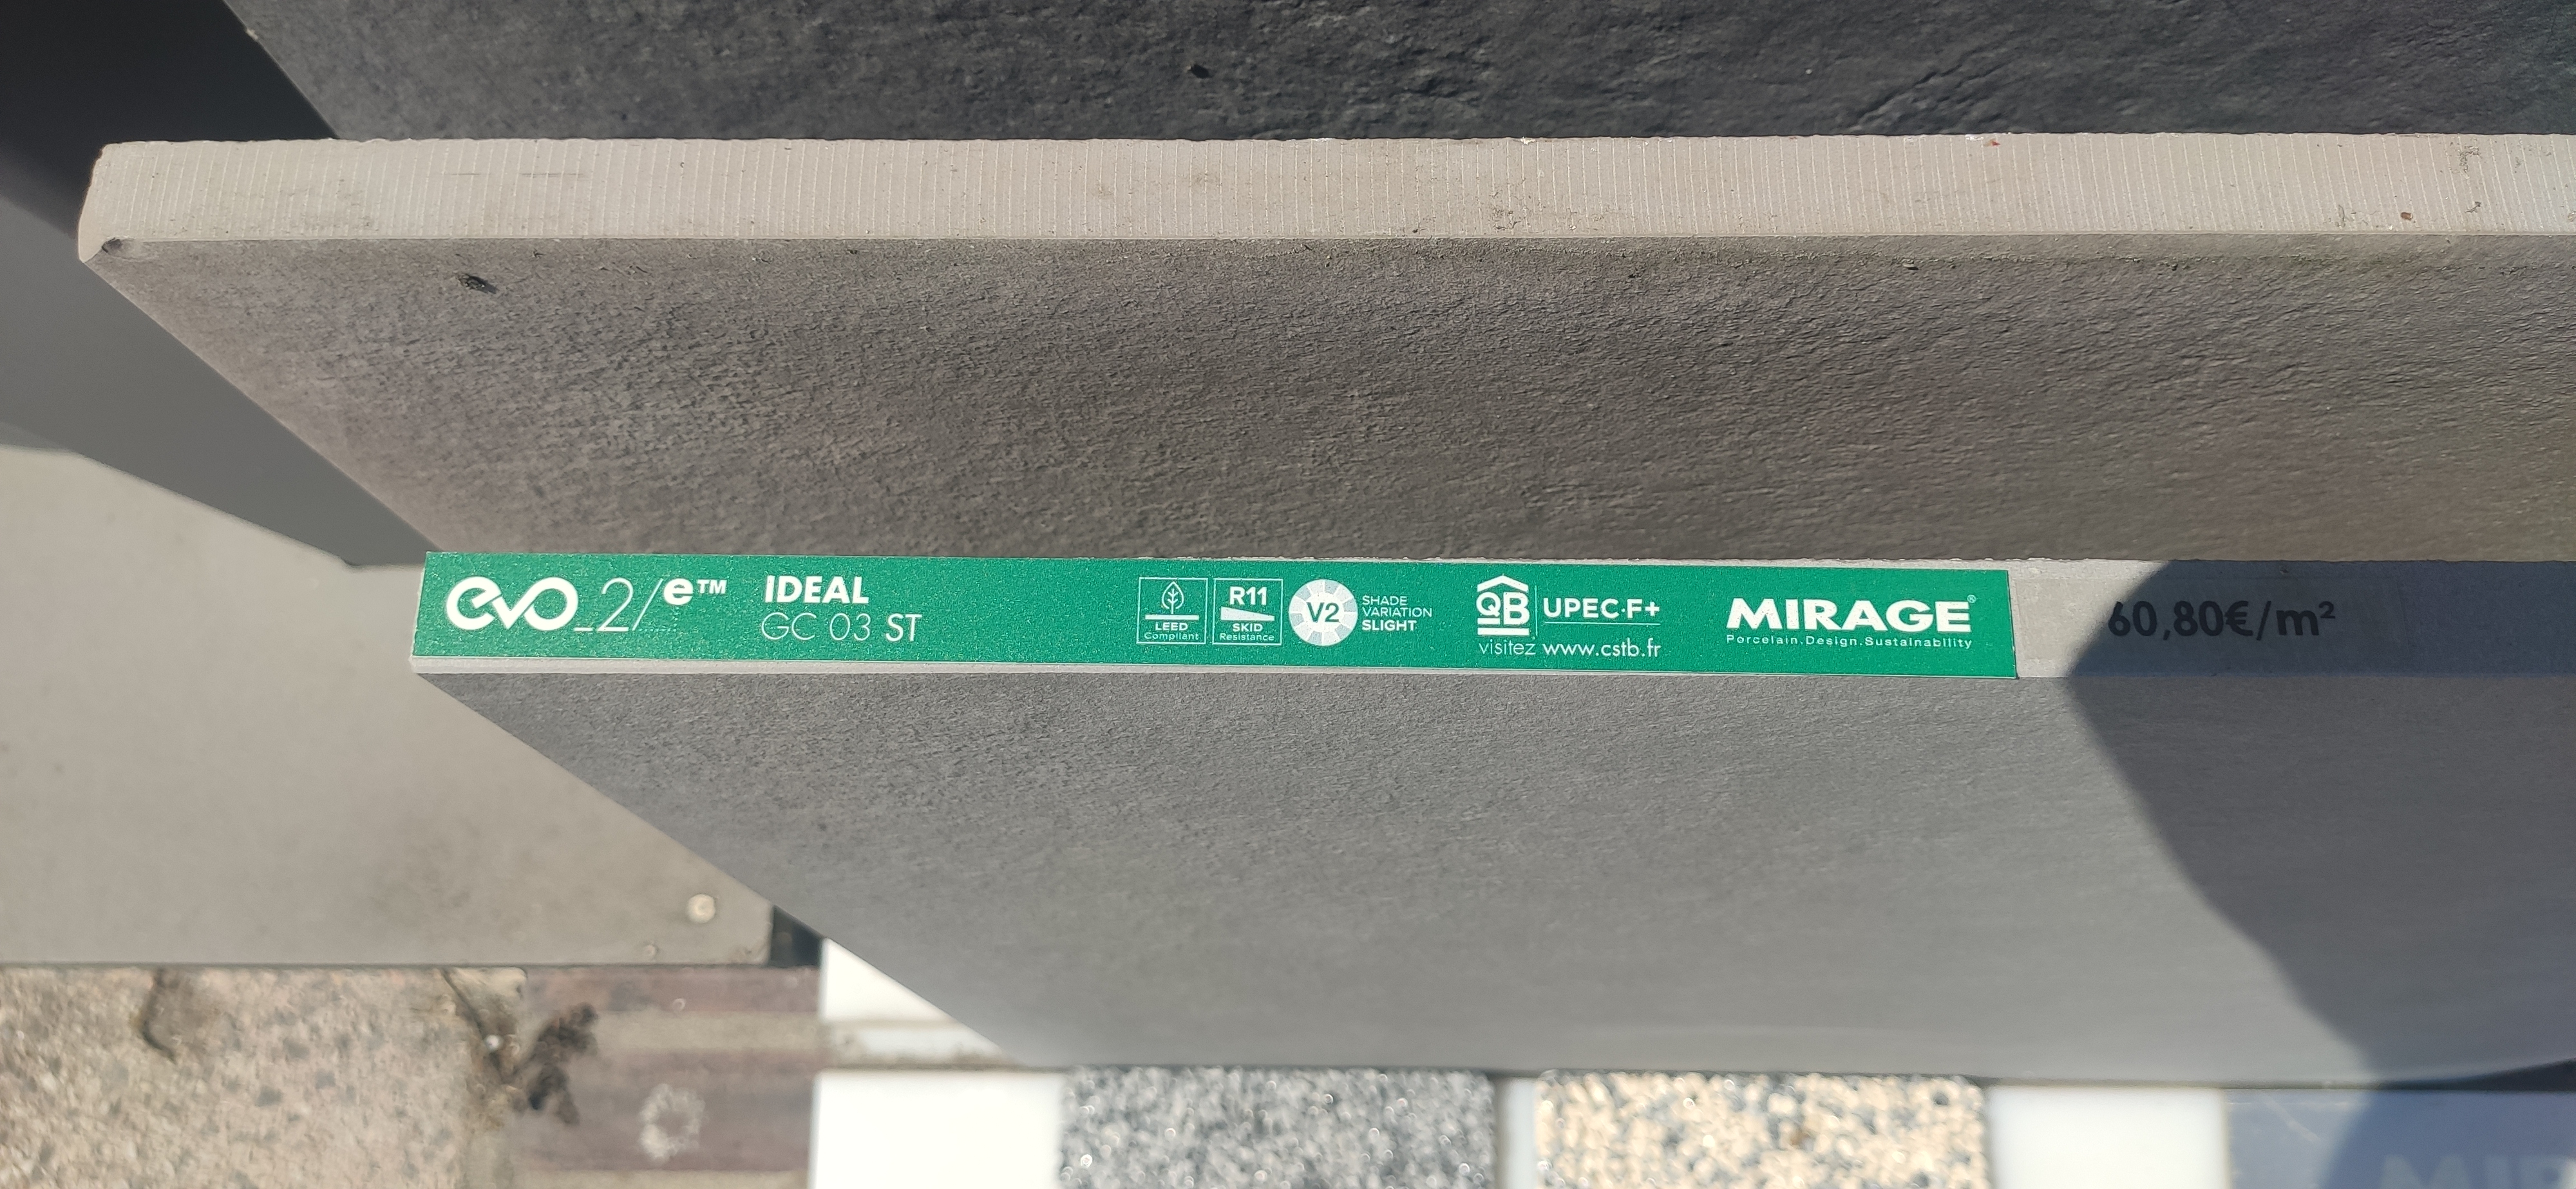 evo_2/e™
IDEAL
GC 03 ST
LEED
Compliant
R11
SKID
Resistance
V2
SHADE
VARIATION
SLIGHT
QB
UPEC·F+
visitez www.cstb.fr
MIRAGE®
Porcelain.Design.Sustainability
60,80€/m²